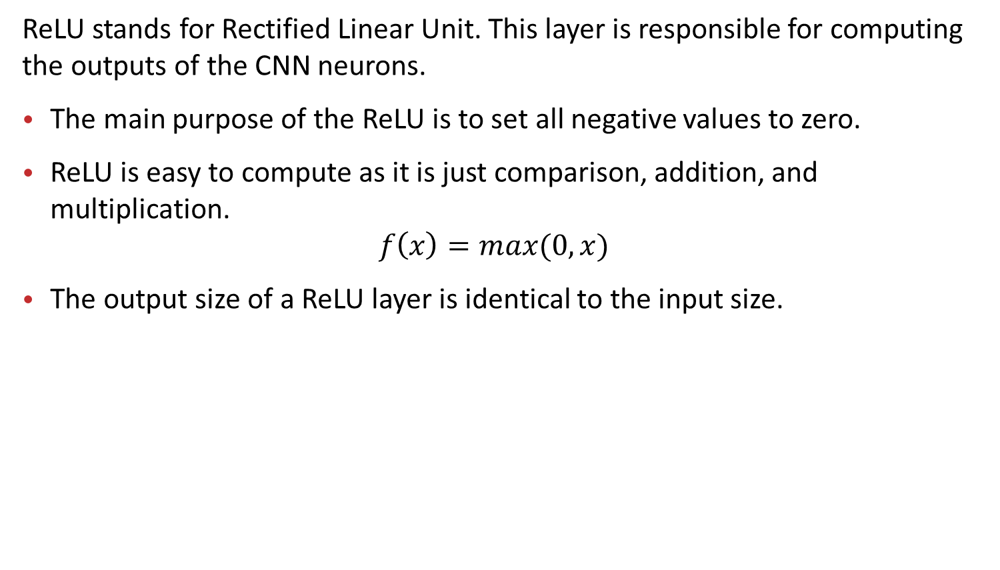 ReLU stands for Rectified Linear Unit. This layer is responsible for computing
the outputs of the CNN neurons.
• The main purpose of the ReLU is to set all negative values to zero.
• ReLU is easy to compute as it is just comparison, addition, and
multiplication.
f(x) = max(0, x)
• The output size of a ReLU layer is identical to the input size.